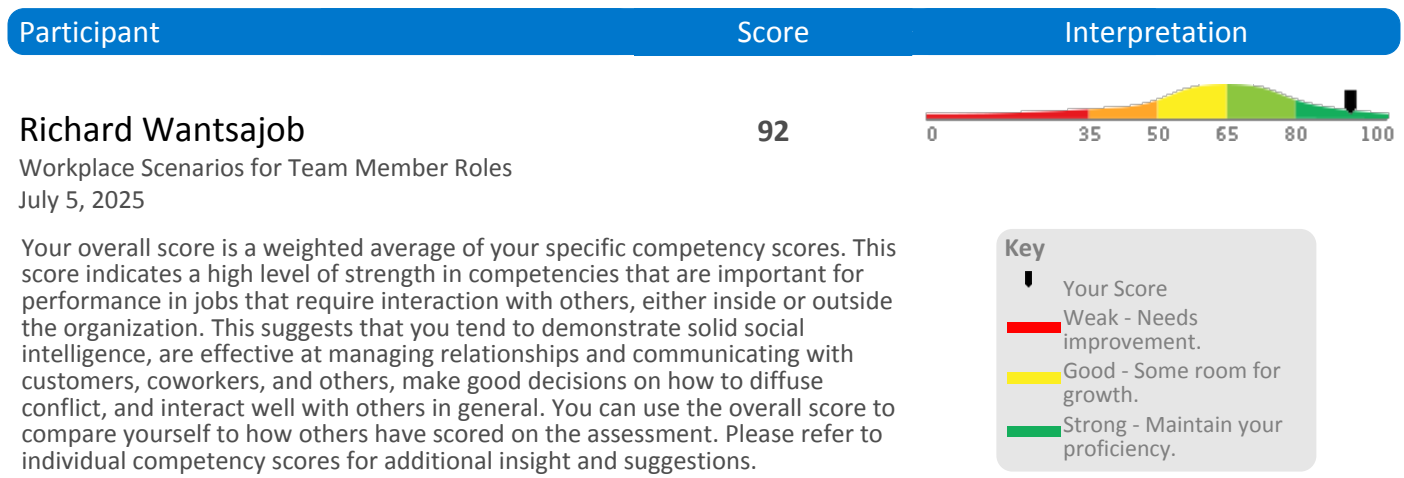 Participant Score Interpretation
Richard Wantsajob 92
0 35 50 65 80 100
Workplace Scenarios for Team Member Roles
July 5, 2025
Your overall score is a weighted average of your specific competency scores. This
score indicates a high level of strength in competencies that are important for
performance in jobs that require interaction with others, either inside or outside
the organization. This suggests that you tend to demonstrate solid social
intelligence, are effective at managing relationships and communicating with
customers, coworkers, and others, make good decisions on how to diffuse
conflict, and interact well with others in general. You can use the overall score to
compare yourself to how others have scored on the assessment. Please refer to
individual competency scores for additional insight and suggestions.
Key
Your Score
Weak - Needs
improvement.
Good - Some room for
growth.
Strong - Maintain your
proficiency.